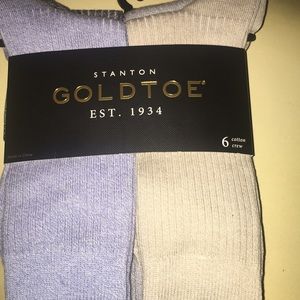 STANTON
GOLDTOE®
EST. 1934
6 cotton
crew